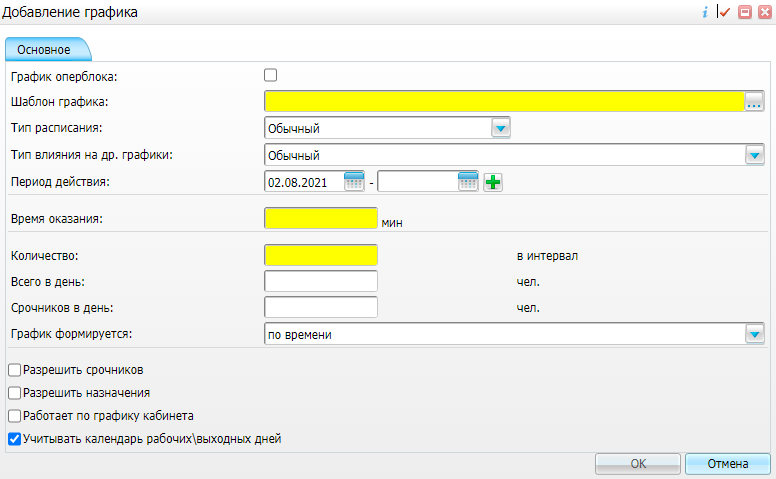 Добавление графика
Основное
График оперблока:
Шаблон графика: ...
Тип расписания: Обычный
Тип влияния на др. графики: Обычный
Период действия: 02.08.2021 -
Время оказания: мин
Количество: в интервал
Всего в день: чел.
Срочников в день: чел.
График формируется: по времени
Разрешить срочников
Разрешить назначения
Работает по графику кабинета
Учитывать календарь рабочих\выходных дней
ОК Отмена